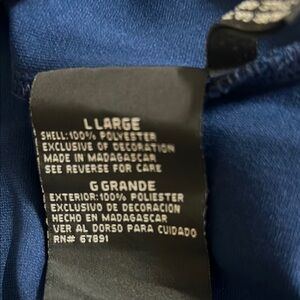 L LARGE
SHELL:100% POLYESTER
EXCLUSIVE OF DECORATION
MADE IN MADAGASCAR
SEE REVERSE FOR CARE
G GRANDE
EXTERIOR:100% POLIESTER
EXCLUSIVO DE DECORACION
HECHO EN MADAGASCAR
VER AL DORSO PARA CUIDADO
RN# 67891